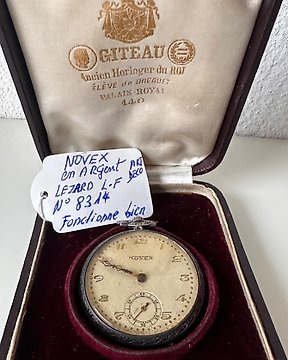 GITEAU
Ancien Horloger du ROI
ÉLÈVE de BREGUET
PALAIS-ROYAL
140
NOVEX
en ARgent ARt
LEZARD L.F DECO
N° 8314
Fonctionne bien
NOVEX